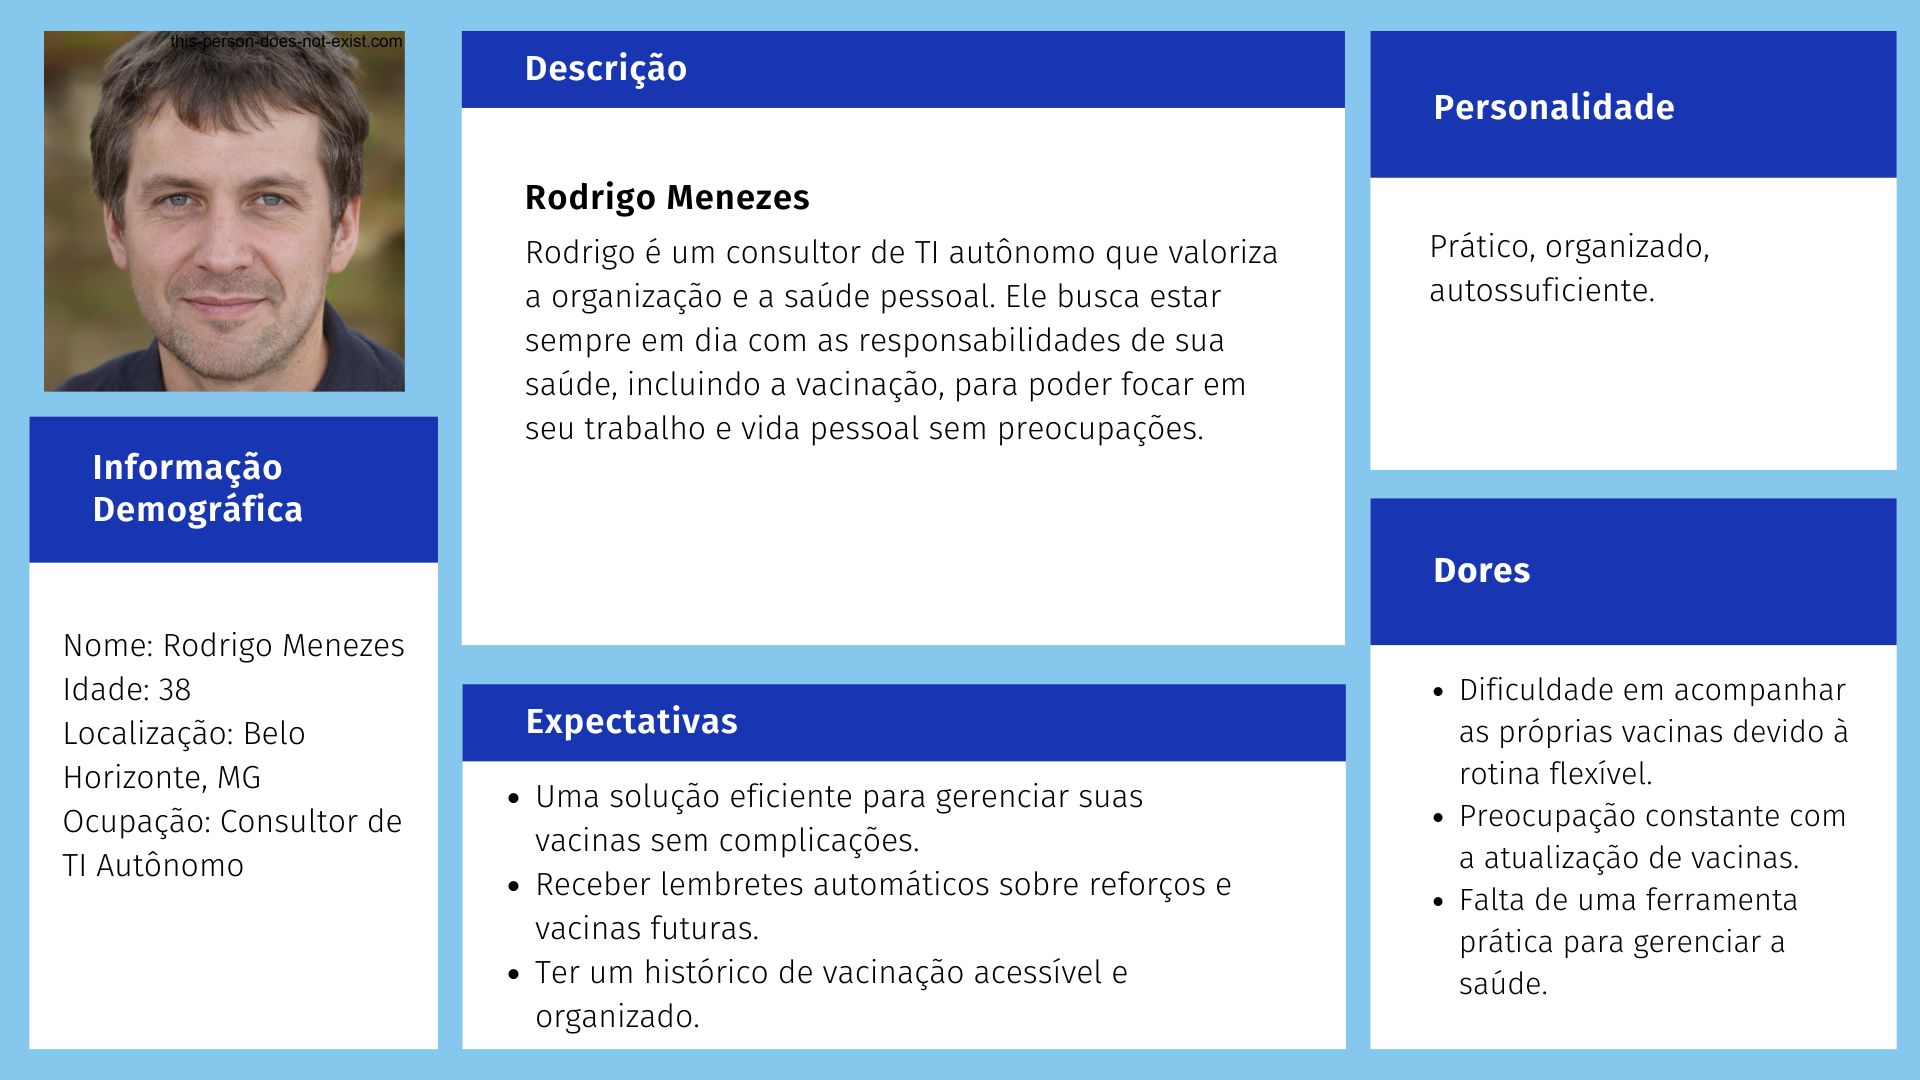 this-person-does-not-exist.com
Informação
Demográfica
Nome: Rodrigo Menezes
Idade: 38
Localização: Belo
Horizonte, MG
Ocupação: Consultor de
TI Autônomo
Descrição
Rodrigo Menezes
Rodrigo é um consultor de TI autônomo que valoriza
a organização e a saúde pessoal. Ele busca estar
sempre em dia com as responsabilidades de sua
saúde, incluindo a vacinação, para poder focar em
seu trabalho e vida pessoal sem preocupações.
Expectativas
• Uma solução eficiente para gerenciar suas
vacinas sem complicações.
• Receber lembretes automáticos sobre reforços e
vacinas futuras.
• Ter um histórico de vacinação acessível e
organizado.
Personalidade
Prático, organizado,
autossuficiente.
Dores
• Dificuldade em acompanhar
as próprias vacinas devido à
rotina flexível.
• Preocupação constante com
a atualização de vacinas.
• Falta de uma ferramenta
prática para gerenciar a
saúde.